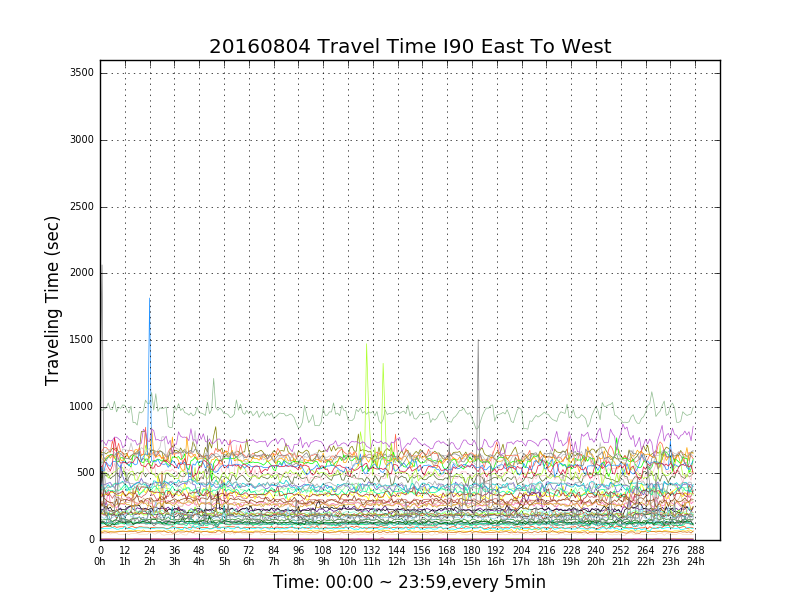 20160804 Travel Time I90 East To West
Traveling Time (sec)
3500
3000
2500
2000
1500
1000
500
0
0 12 24 36 48 60 72 84 96 108 120 132 144 156 168 180 192 204 216 228 240 252 264 276 288
0h 1h 2h 3h 4h 5h 6h 7h 8h 9h 10h 11h 12h 13h 14h 15h 16h 17h 18h 19h 20h 21h 22h 23h 24h
Time: 00:00 ~ 23:59,every 5min